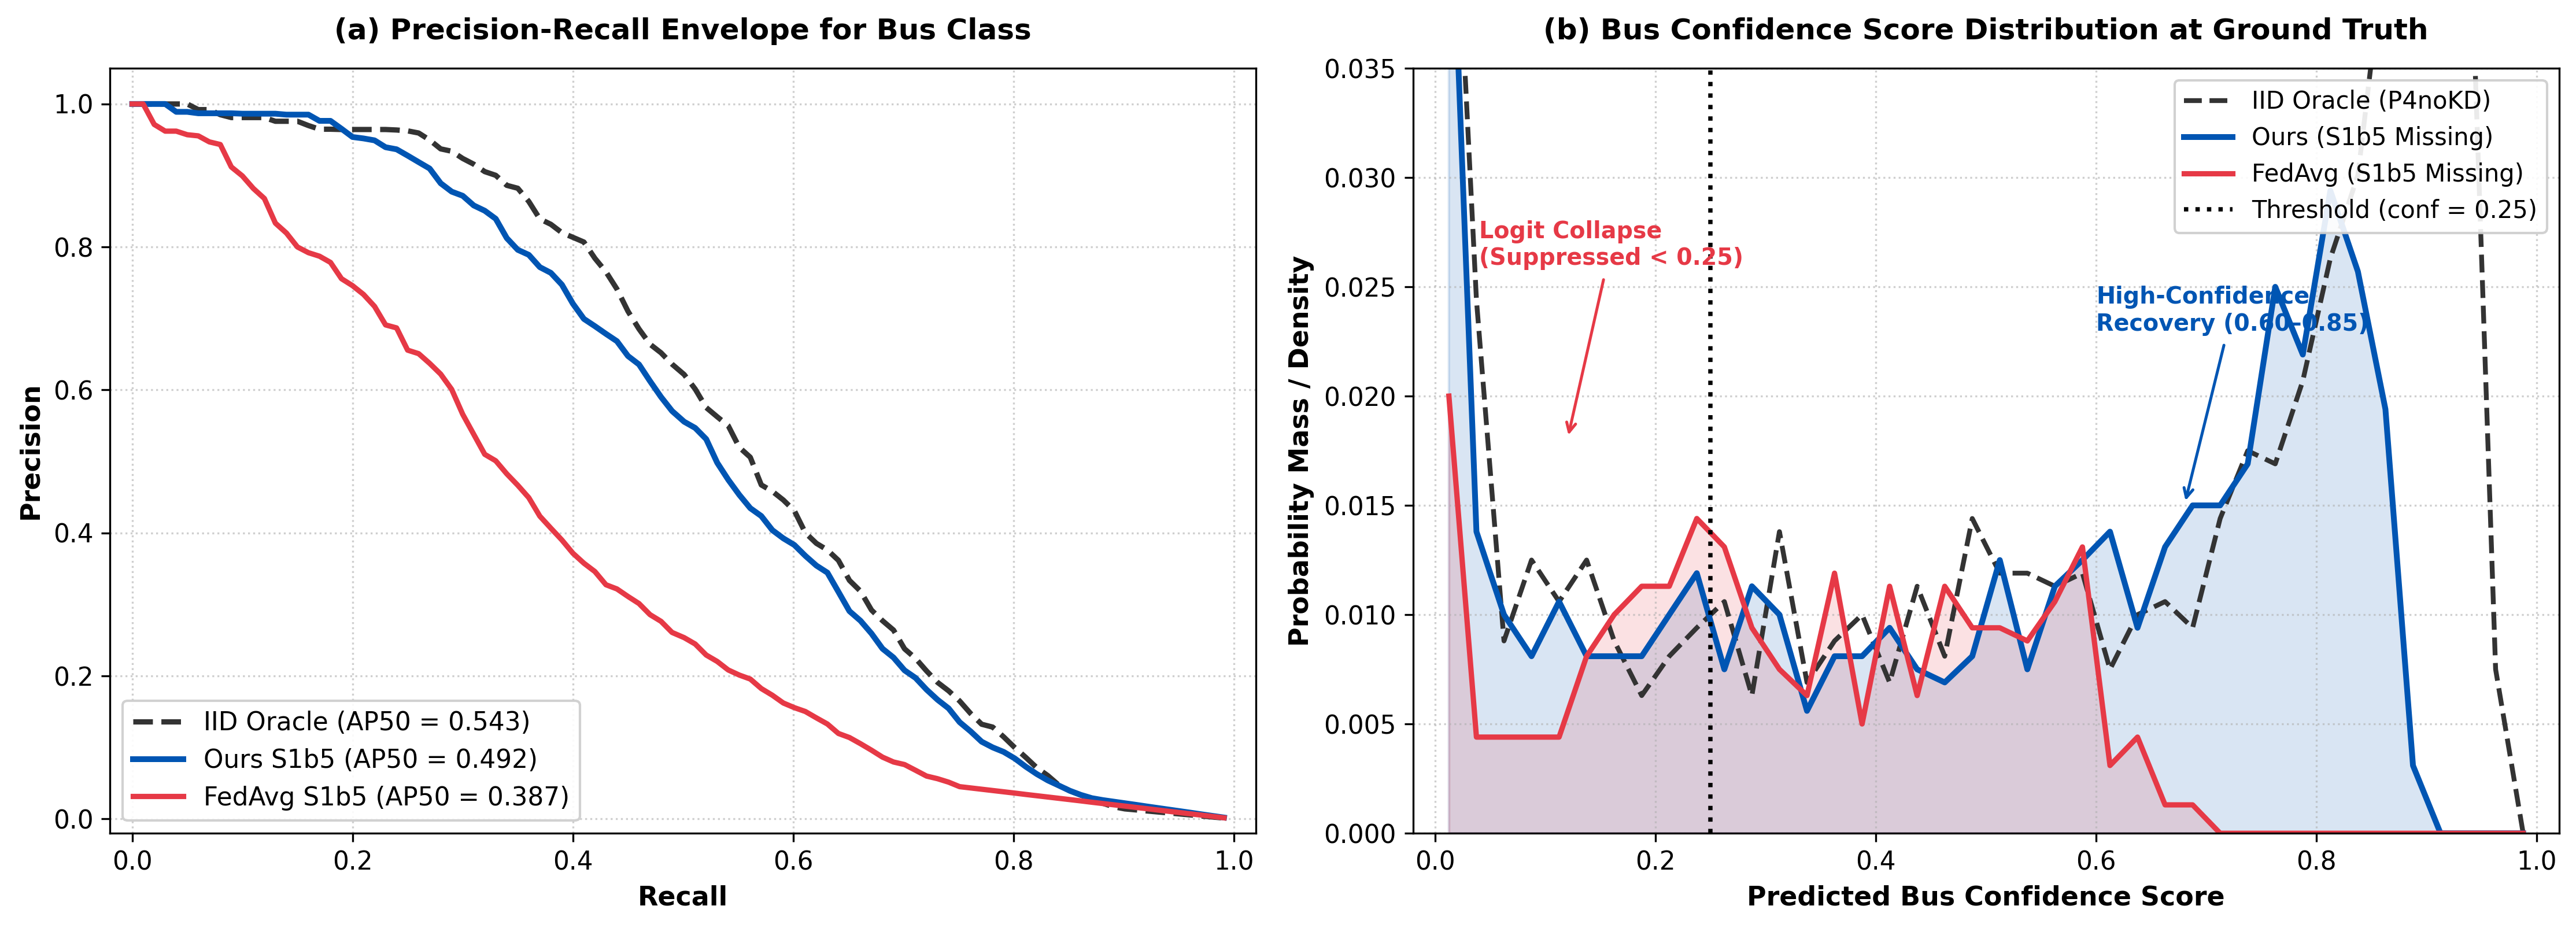 (a) Precision-Recall Envelope for Bus Class
Precision
1.0
0.8
0.6
0.4
0.2
0.0
IID Oracle (AP50 = 0.543)
Ours S1b5 (AP50 = 0.492)
FedAvg S1b5 (AP50 = 0.387)
0.0 0.2 0.4 0.6 0.8 1.0
Recall
(b) Bus Confidence Score Distribution at Ground Truth
Probability Mass / Density
0.035
0.030
0.025
0.020
0.015
0.010
0.005
0.000
IID Oracle (P4noKD)
Ours (S1b5 Missing)
FedAvg (S1b5 Missing)
Threshold (conf = 0.25)
Logit Collapse
(Suppressed < 0.25)
High-Confidence
Recovery (0.60-0.85)
0.0 0.2 0.4 0.6 0.8 1.0
Predicted Bus Confidence Score